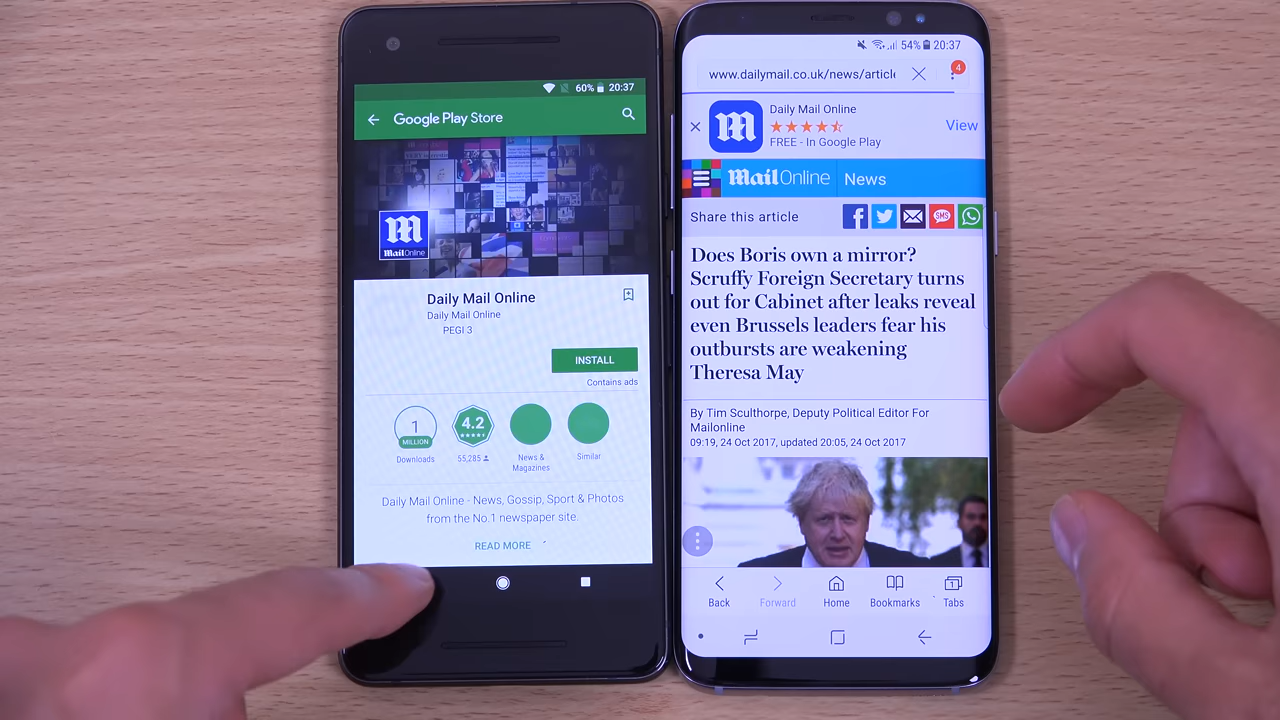 60% 20:37
Google Play Store
Mail Online
Daily Mail Online
Daily Mail Online
PEGI 3
INSTALL
Contains ads
1
MILLION
Downloads
4.2
55,285
News &
Magazines
Similar
Daily Mail Online - News, Gossip, Sport & Photos
from the No.1 newspaper site.
READ MORE
54% 20:37
www.dailymail.co.uk/news/article
4
Daily Mail Online
FREE - In Google Play
View
MailOnline News
Share this article
SMS
Does Boris own a mirror?
Scruffy Foreign Secretary turns
out for Cabinet after leaks reveal
even Brussels leaders fear his
outbursts are weakening
Theresa May
By Tim Sculthorpe, Deputy Political Editor For
Mailonline
09:19, 24 Oct 2017, updated 20:05, 24 Oct 2017
Back Forward Home Bookmarks 1 Tabs